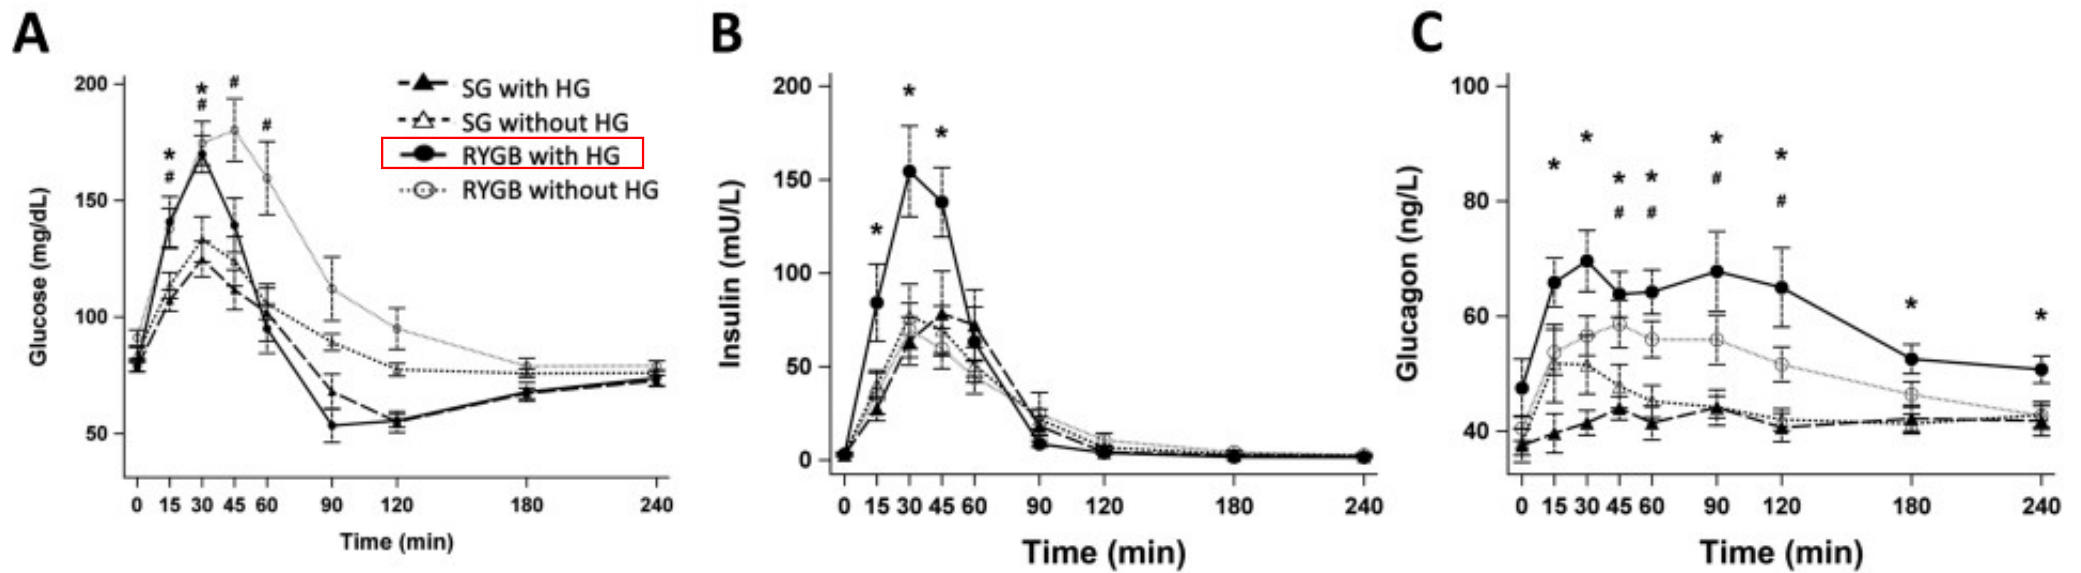 A
Glucose (mg/dL)
200
150
100
50
*
#
*
#
#
#
SG with HG
SG without HG
RYGB with HG
RYGB without HG
0 15 30 45 60 90 120 180 240
Time (min)
B
Insulin (mU/L)
200
150
100
50
0
*
*
*
0 15 30 45 60 90 120 180 240
Time (min)
C
Glucagon (ng/L)
100
80
60
40
*
*
*
#
*
#
*
#
*
#
*
*
0 15 30 45 60 90 120 180 240
Time (min)